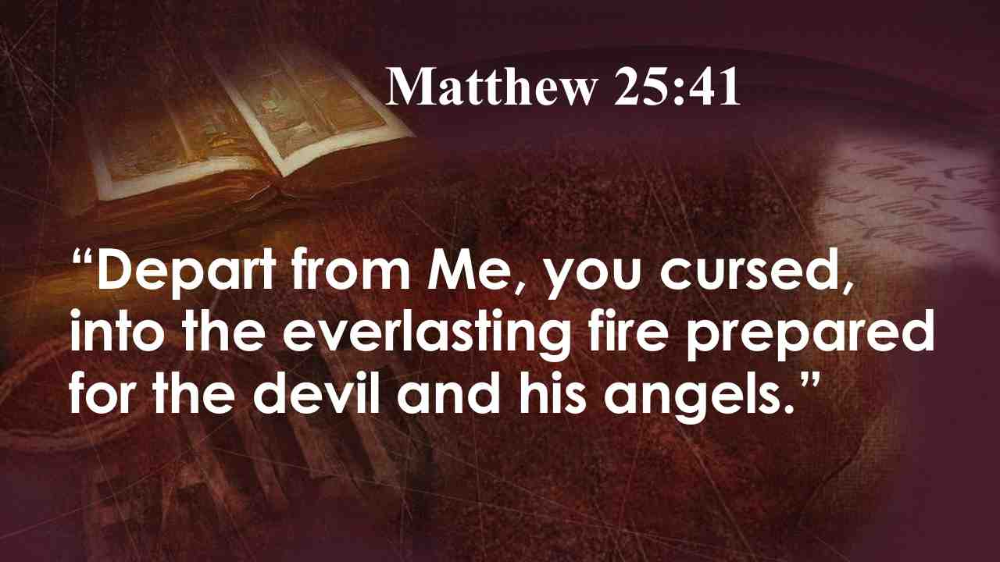 Matthew 25:41
“Depart from Me, you cursed,
into the everlasting fire prepared
for the devil and his angels.”